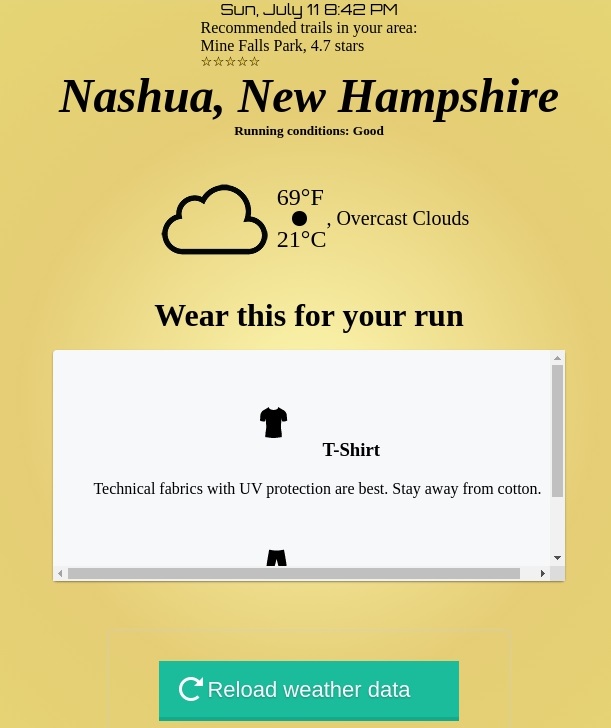 Sun, July 11 8:42 PM
Recommended trails in your area:
Mine Falls Park, 4.7 stars
☆☆☆☆☆
Nashua, New Hampshire
Running conditions: Good
69°F
21°C
, Overcast Clouds
Wear this for your run
T-Shirt
Technical fabrics with UV protection are best. Stay away from cotton.
Reload weather data